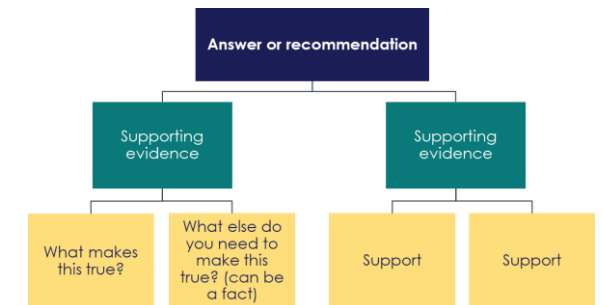 Answer or recommendation
Supporting
evidence
Supporting
evidence
What makes
this true?
What else do
you need to
make this
true? (can be
a fact)
Support
Support